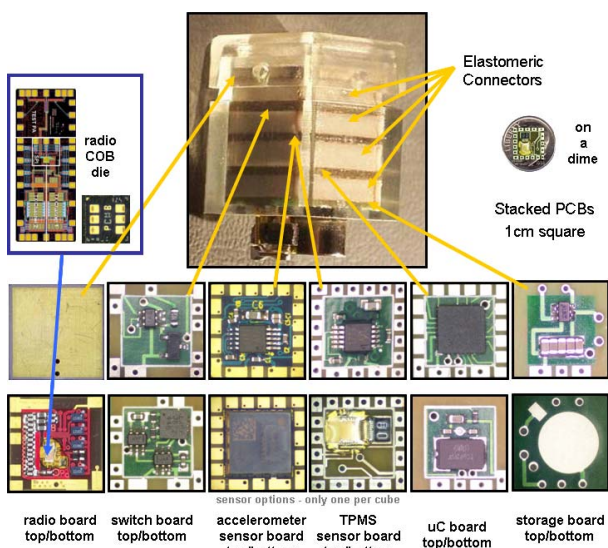 Elastomeric
Connectors
radio
COB
die
on
a
dime
Stacked PCBs
1cm square
sensor options - only one per cube
radio board
top/bottom
switch board
top/bottom
accelerometer
sensor board
TPMS
sensor board
uC board
top/bottom
storage board
top/bottom